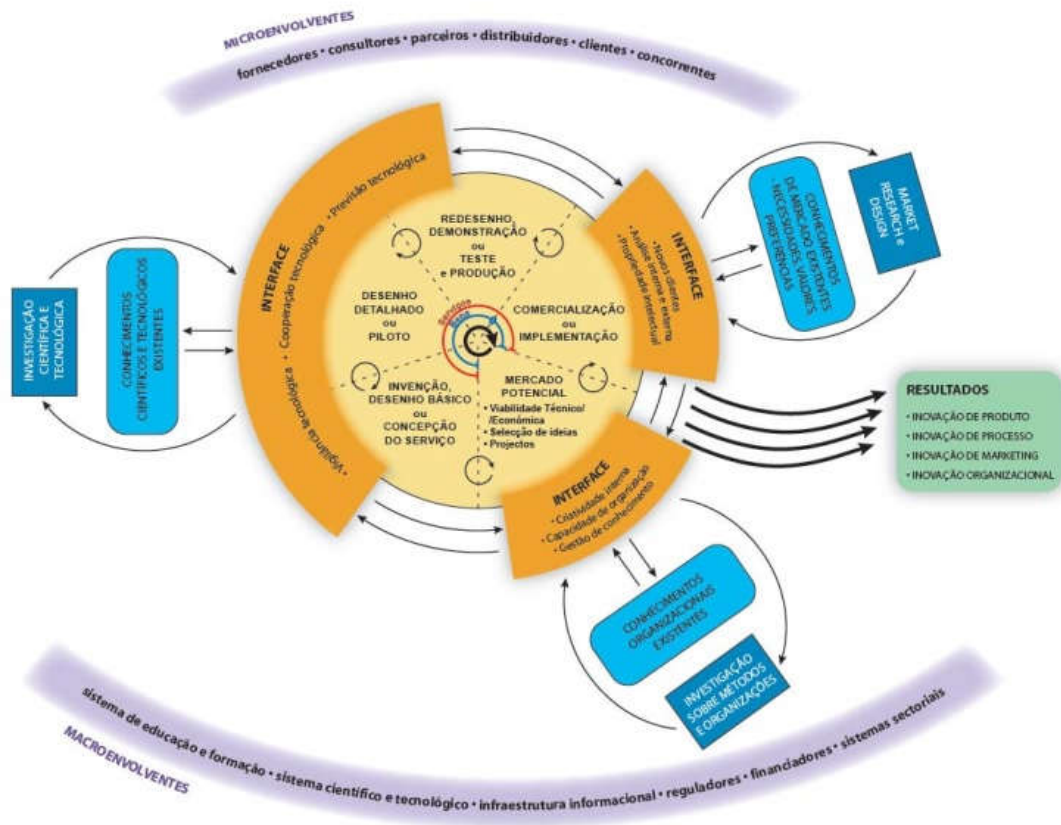 MICROENVOLVENTES
fornecedores • consultores • parceiros • distribuidores • clientes • concorrentes
INTERFACE
• Vigilância tecnológica • Cooperação tecnológica • Previsão tecnológica
INVESTIGAÇÃO
CIENTÍFICA E
TECNOLÓGICA
CONHECIMENTOS
CIENTÍFICOS E TECNOLÓGICOS
EXISTENTES
REDESENHO,
DEMONSTRAÇÃO
ou
TESTE
e PRODUÇÃO
DESENHO
DETALHADO
ou
PILOTO
Serviços
COMERCIALIZAÇÃO
ou
IMPLEMENTAÇÃO
INVENÇÃO,
DESENHO BÁSICO
ou
CONCEPÇÃO
DO SERVIÇO
MERCADO
POTENCIAL
• Viabilidade Técnico/
/Económica
• Selecção de ideias
• Projectos
INTERFACE
• Novos clientes
• Análise interna e externa
• Propriedade intelectual
CONHECIMENTOS
DE MERCADO EXISTENTES
- NECESSIDADES, VALORES
PREFERÊNCIAS
MARKET
RESEARCH e
DESIGN
RESULTADOS
• INOVAÇÃO DE PRODUTO
• INOVAÇÃO DE PROCESSO
• INOVAÇÃO DE MARKETING
• INOVAÇÃO ORGANIZACIONAL
INTERFACE
• Criatividade interna
• Capacidade de organização
• Gestão de conhecimento
CONHECIMENTOS
ORGANIZACIONAIS
EXISTENTES
INVESTIGAÇÃO
SOBRE MÉTODOS
E ORGANIZAÇÕES
sistema de educação e formação • sistema científico e tecnológico • infraestrutura informacional • reguladores • financiadores • sistemas sectoriais
MACROENVOLVENTES